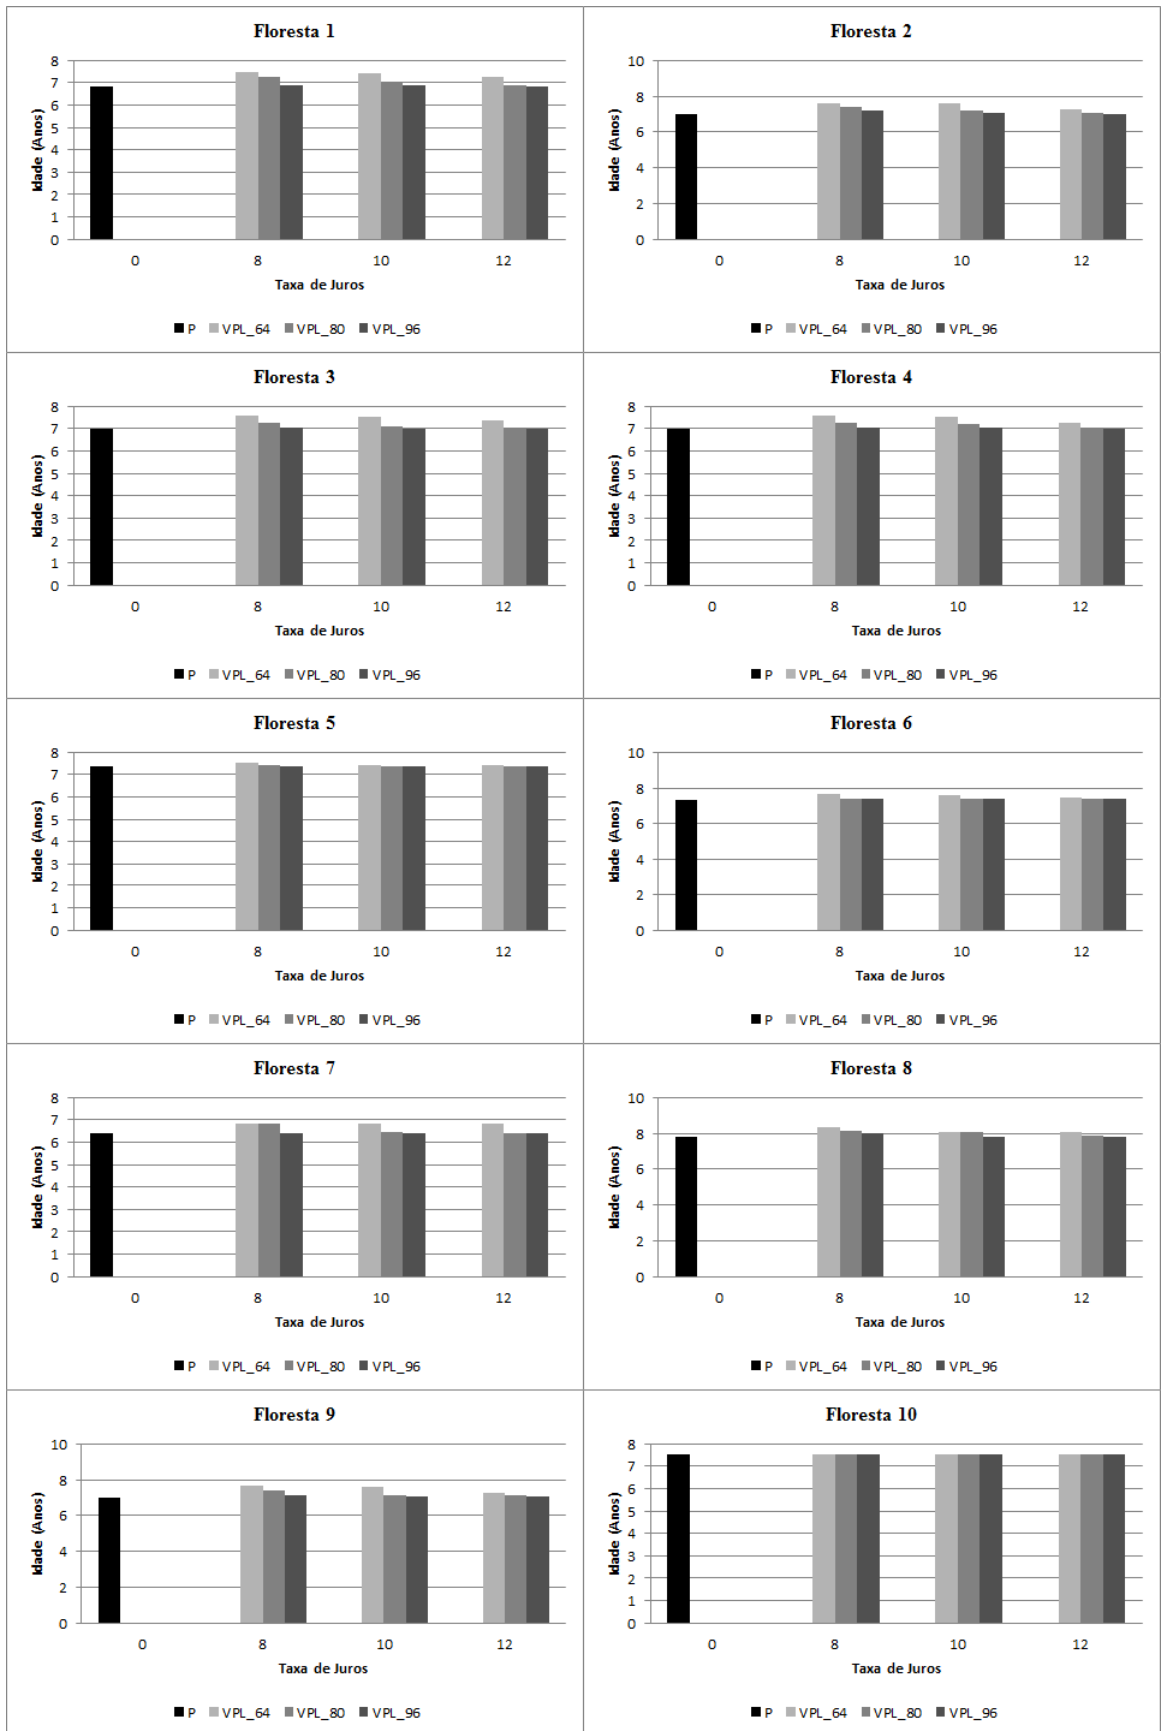 Floresta 1
8
7
6
5
4
3
2
1
0
Idade (Anos)
0 8 10 12
Taxa de Juros
P VPL_64 VPL_80 VPL_96
Floresta 2
10
8
6
4
2
0
Idade (Anos)
0 8 10 12
Taxa de Juros
P VPL_64 VPL_80 VPL_96
Floresta 3
8
7
6
5
4
3
2
1
0
Idade (Anos)
0 8 10 12
Taxa de Juros
P VPL_64 VPL_80 VPL_96
Floresta 4
8
7
6
5
4
3
2
1
0
Idade (Anos)
0 8 10 12
Taxa de Juros
P VPL_64 VPL_80 VPL_96
Floresta 5
8
7
6
5
4
3
2
1
0
Idade (Anos)
0 8 10 12
Taxa de Juros
P VPL_64 VPL_80 VPL_96
Floresta 6
10
8
6
4
2
0
Idade (Anos)
0 8 10 12
Taxa de Juros
P VPL_64 VPL_80 VPL_96
Floresta 7
8
7
6
5
4
3
2
1
0
Idade (Anos)
0 8 10 12
Taxa de Juros
P VPL_64 VPL_80 VPL_96
Floresta 8
10
8
6
4
2
0
Idade (Anos)
0 8 10 12
Taxa de Juros
P VPL_64 VPL_80 VPL_96
Floresta 9
10
8
6
4
2
0
Idade (Anos)
0 8 10 12
Taxa de Juros
P VPL_64 VPL_80 VPL_96
Floresta 10
8
7
6
5
4
3
2
1
0
Idade (Anos)
0 8 10 12
Taxa de Juros
P VPL_64 VPL_80 VPL_96